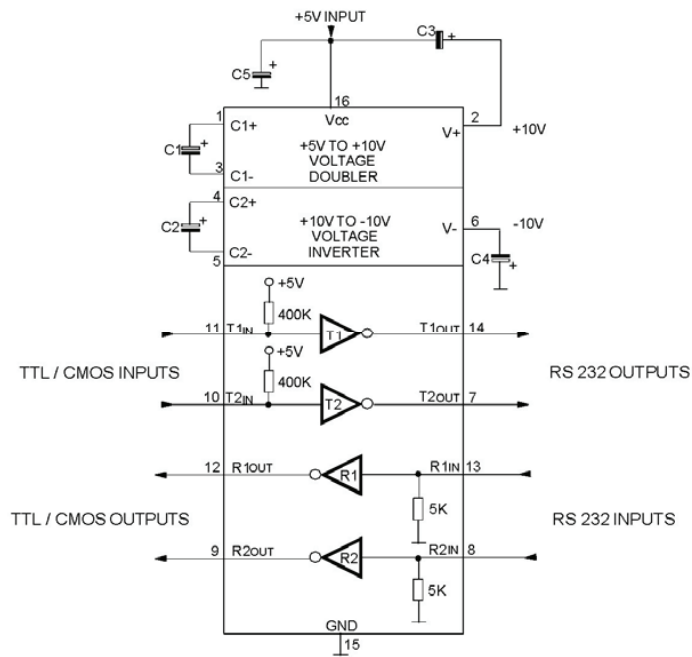 +5V INPUT
C3 +
C5 +
16
1 Vcc 2
C1+ V+ +10V
+5V TO +10V
VOLTAGE
DOUBLER
C1 +
3
C1-
4
C2+
+10V TO -10V
VOLTAGE
INVERTER
C2 +
V- 6 -10V
C2-
5
C4 +
+5V
400K
11 T1IN T1 T1OUT 14
+5V
TTL / CMOS INPUTS RS 232 OUTPUTS
400K
10 T2IN T2 T2OUT 7
12 R1OUT R1 R1IN 13
5K
TTL / CMOS OUTPUTS RS 232 INPUTS
9 R2OUT R2 R2IN 8
5K
GND
15